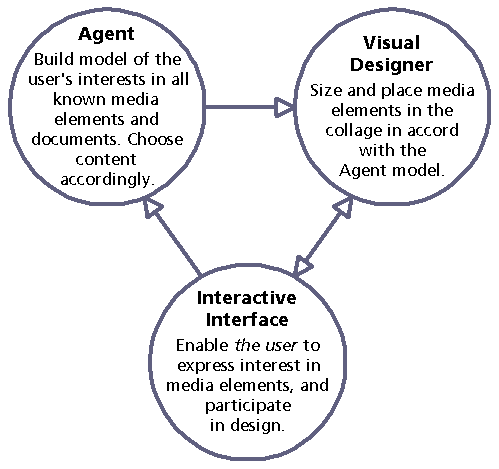 Agent
Build model of the
user's interests in all
known media
elements and
documents. Choose
content
accordingly.
Visual
Designer
Size and place media
elements in the
collage in accord
with the
Agent model.
Interactive
Interface
Enable the user to
express interest in
media elements, and
participate
in design.